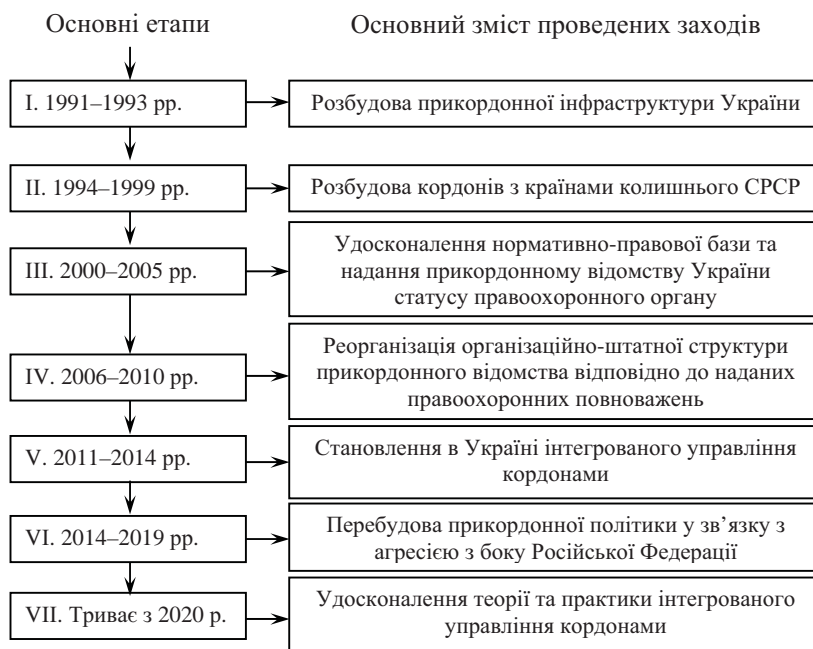 Основні етапи
Основний зміст проведених заходів
I. 1991–1993 рр.
Розбудова прикордонної інфраструктури України
II. 1994–1999 рр.
Розбудова кордонів з країнами колишнього СРСР
III. 2000–2005 рр.
Удосконалення нормативно-правової бази та
надання прикордонному відомству України
статусу правоохоронного органу
IV. 2006–2010 рр.
Реорганізація організаційно-штатної структури
прикордонного відомства відповідно до наданих
правоохоронних повноважень
V. 2011–2014 рр.
Становлення в Україні інтегрованого управління
кордонами
VI. 2014–2019 рр.
Перебудова прикордонної політики у зв’язку з
агресією з боку Російської Федерації
VII. Триває з 2020 р.
Удосконалення теорії та практики інтегрованого
управління кордонами